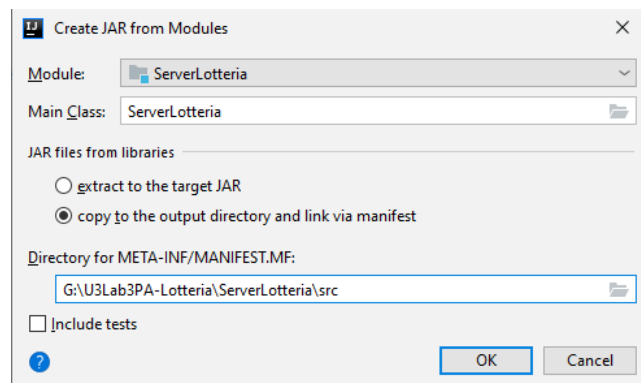 Create JAR from Modules
Module: ServerLotteria
Main Class: ServerLotteria
JAR files from libraries
extract to the target JAR
copy to the output directory and link via manifest
Directory for META-INF/MANIFEST.MF:
G:\U3Lab3PA-Lotteria\ServerLotteria\src
Include tests
? OK Cancel